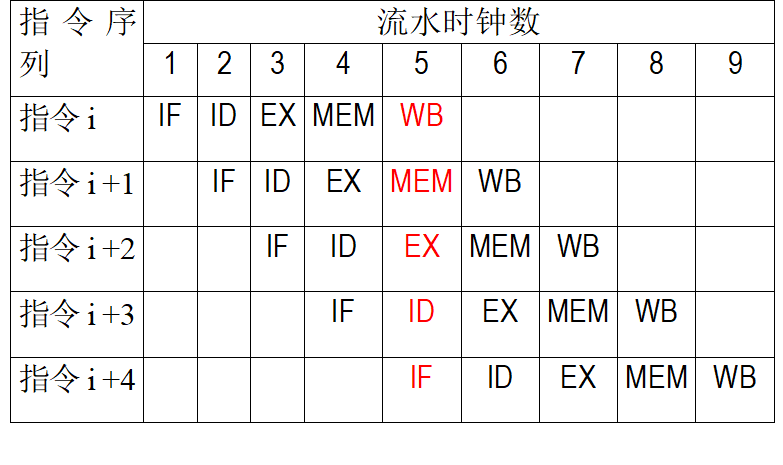 指令序列 流水时钟数
1 2 3 4 5 6 7 8 9
指令 i IF ID EX MEM WB
指令 i+1 IF ID EX MEM WB
指令 i+2 IF ID EX MEM WB
指令 i+3 IF ID EX MEM WB
指令 i+4 IF ID EX MEM WB